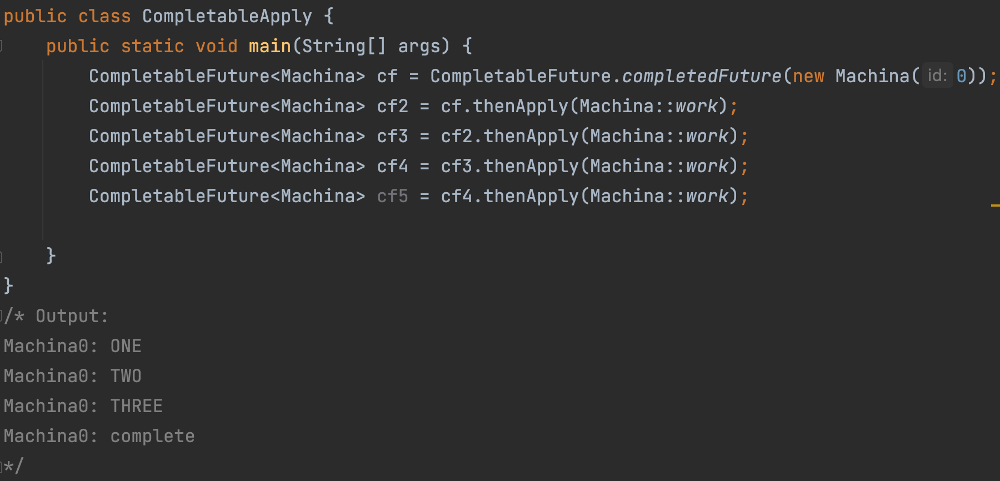 public class CompletableApply {
    public static void main(String[] args) {
        CompletableFuture<Machina> cf = CompletableFuture.completedFuture(new Machina( id: 0));
        CompletableFuture<Machina> cf2 = cf.thenApply(Machina::work);
        CompletableFuture<Machina> cf3 = cf2.thenApply(Machina::work);
        CompletableFuture<Machina> cf4 = cf3.thenApply(Machina::work);
        CompletableFuture<Machina> cf5 = cf4.thenApply(Machina::work);
    }
}
/* Output:
Machina0: ONE
Machina0: TWO
Machina0: THREE
Machina0: complete
*/